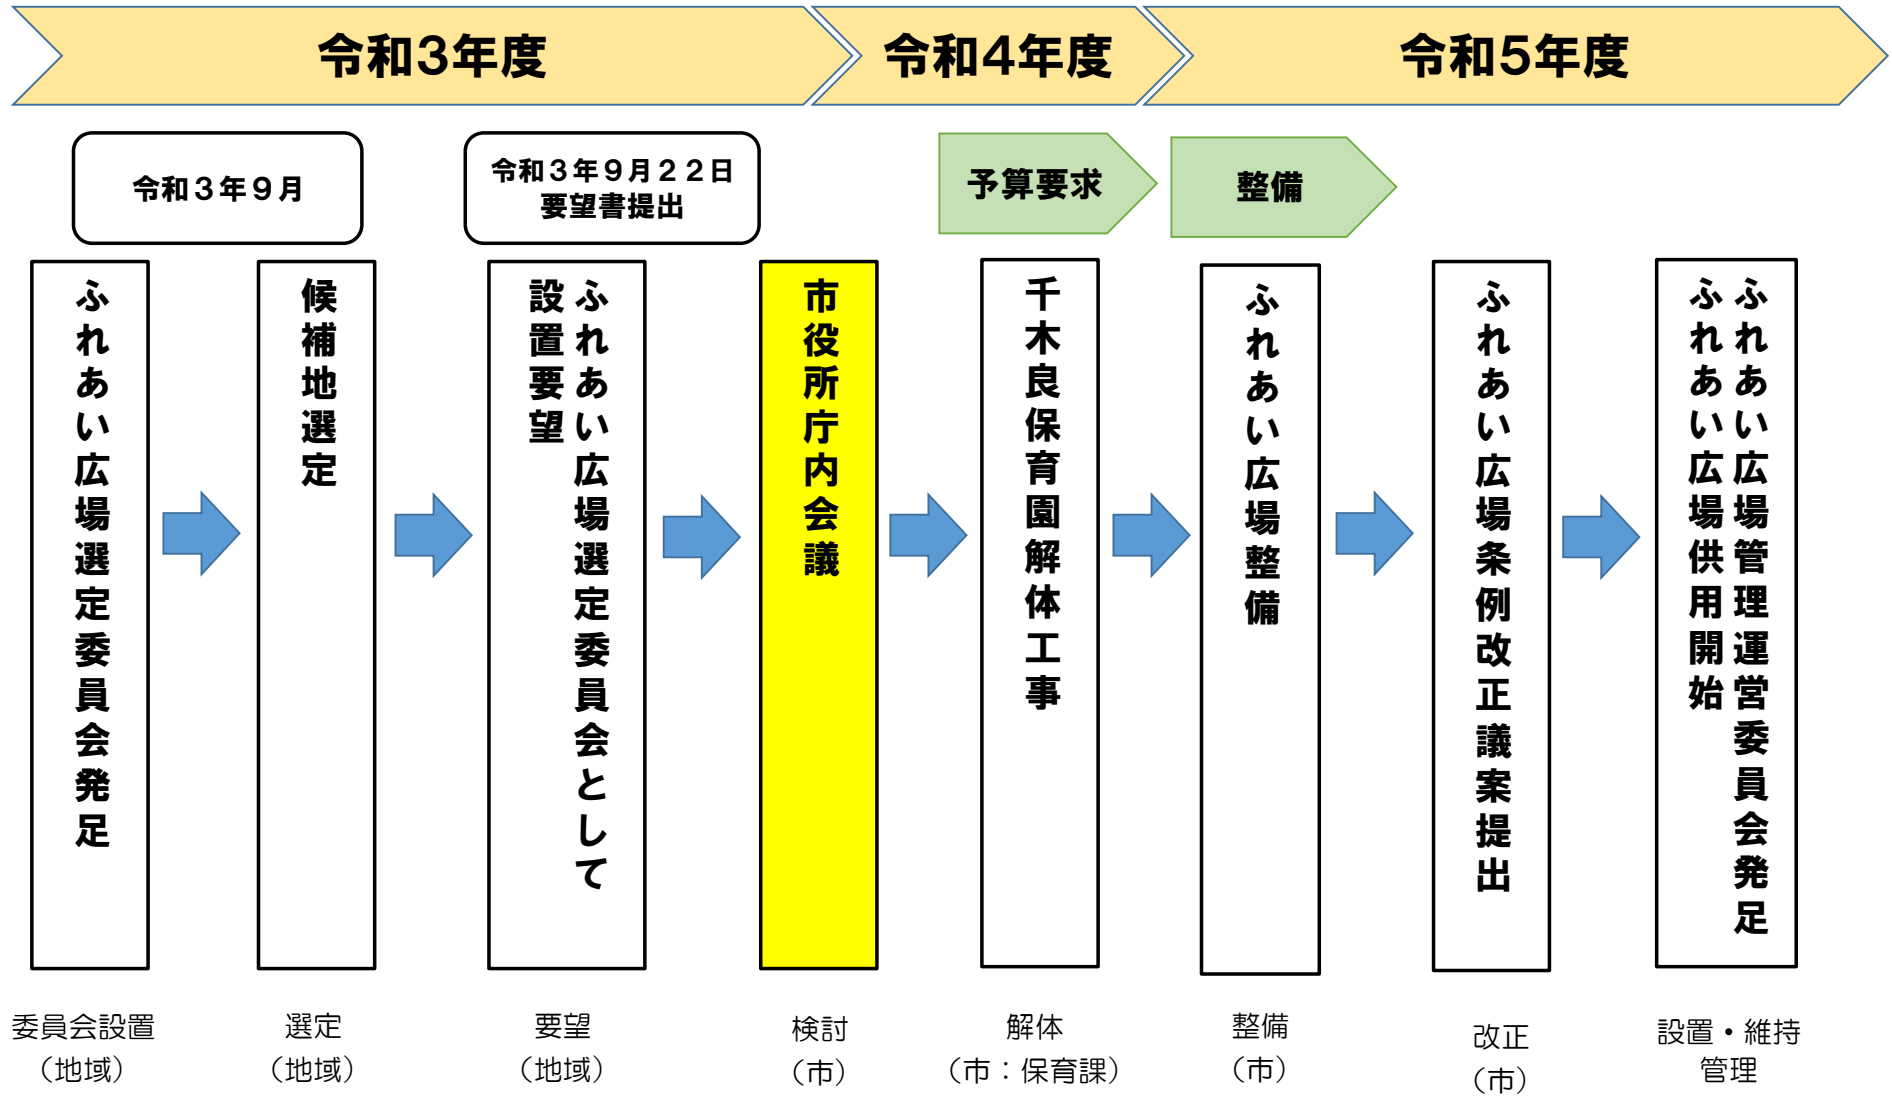 令和3年度
令和4年度
令和5年度
令和３年９月
令和３年９月２２日
要望書提出
予算要求
整備
ふれあい広場選定委員会発足
候補地選定
ふれあい広場選定委員会として
設置要望
市役所庁内会議
千木良保育園解体工事
ふれあい広場整備
ふれあい広場条例改正議案提出
ふれあい広場管理運営委員会発足
ふれあい広場供用開始
委員会設置
（地域）
選定
（地域）
要望
（地域）
検討
（市）
解体
（市：保育課）
整備
（市）
改正
（市）
設置・維持
管理